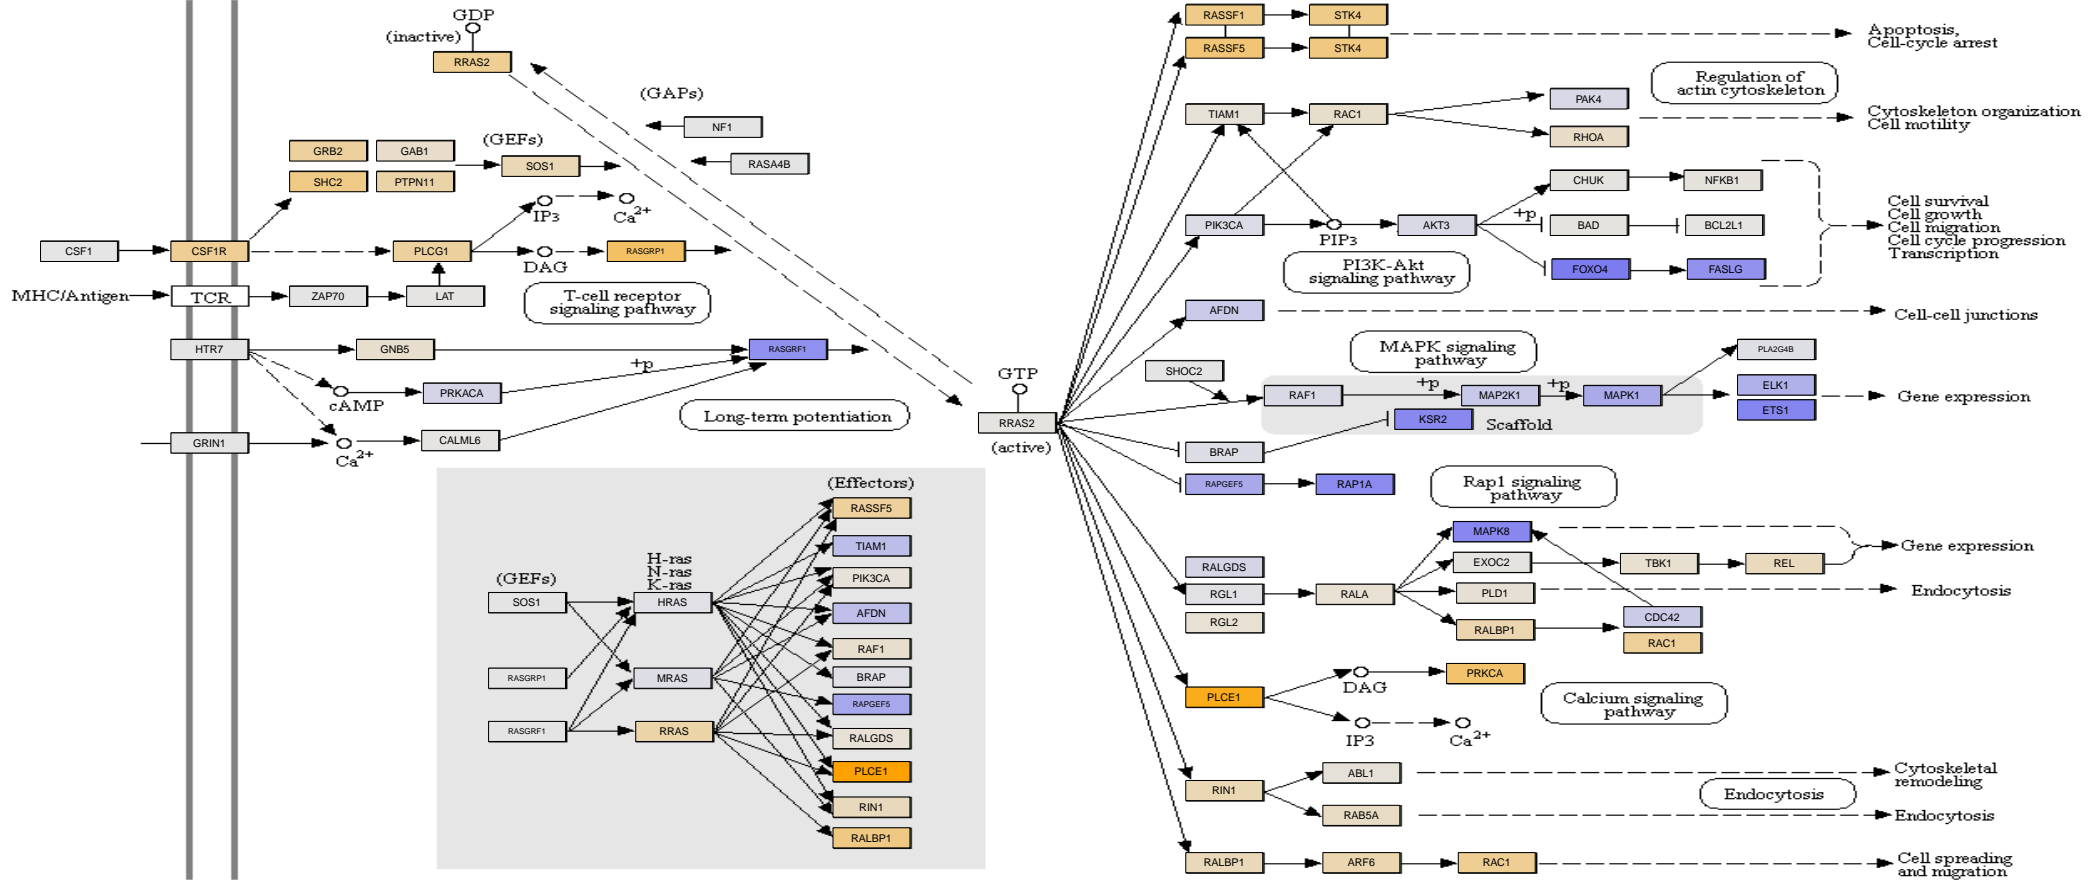 GDP
(inactive)
RRAS2
(GAPs)
NF1
RASA4B
(GEFs)
GRB2
GAB1
SOS1
SHC2
PTPN11
IP3
Ca2+
CSF1
CSF1R
PLCG1
DAG
RASGRP1
MHC/Antigen
TCR
ZAP70
LAT
T-cell receptor
signaling pathway
HTR7
GNB5
RASGRF1
+p
cAMP
PRKACA
Long-term potentiation
GRIN1
Ca2+
CALML6
GTP
RRAS2
(active)
(Effectors)
RASSF5
TIAM1
H-ras
N-ras
K-ras
(GEFs)
PIK3CA
SOS1
HRAS
AFDN
RAF1
RASGRP1
MRAS
BRAP
RAPGEF5
RASGRF1
RRAS
RALGDS
PLCE1
RIN1
RALBP1
RASSF1
STK4
RASSF5
STK4
Apoptosis,
Cell-cycle arrest
Regulation of
actin cytoskeleton
TIAM1
RAC1
PAK4
RHOA
Cytoskeleton organization
Cell motility
CHUK
NFKB1
+p
PIK3CA
PIP3
AKT3
BAD
BCL2L1
Cell survival
Cell growth
Cell migration
Cell cycle progression
Transcription
PI3K-Akt
signaling pathway
FOXO4
FASLG
AFDN
Cell-cell junctions
MAPK signaling
pathway
PLA2G4B
SHOC2
RAF1
+p
MAP2K1
+p
MAPK1
ELK1
ETS1
Gene expression
KSR2
Scaffold
BRAP
RAPGEF5
RAP1A
Rap1 signaling
pathway
MAPK8
Gene expression
RALGDS
EXOC2
TBK1
REL
RGL1
RALA
PLD1
Endocytosis
RGL2
RALBP1
CDC42
RAC1
PLCE1
DAG
PRKCA
IP3
Ca2+
Calcium signaling
pathway
RIN1
ABL1
Cytoskeletal
remodeling
Endocytosis
RAB5A
Endocytosis
RALBP1
ARF6
RAC1
Cell spreading
and migration